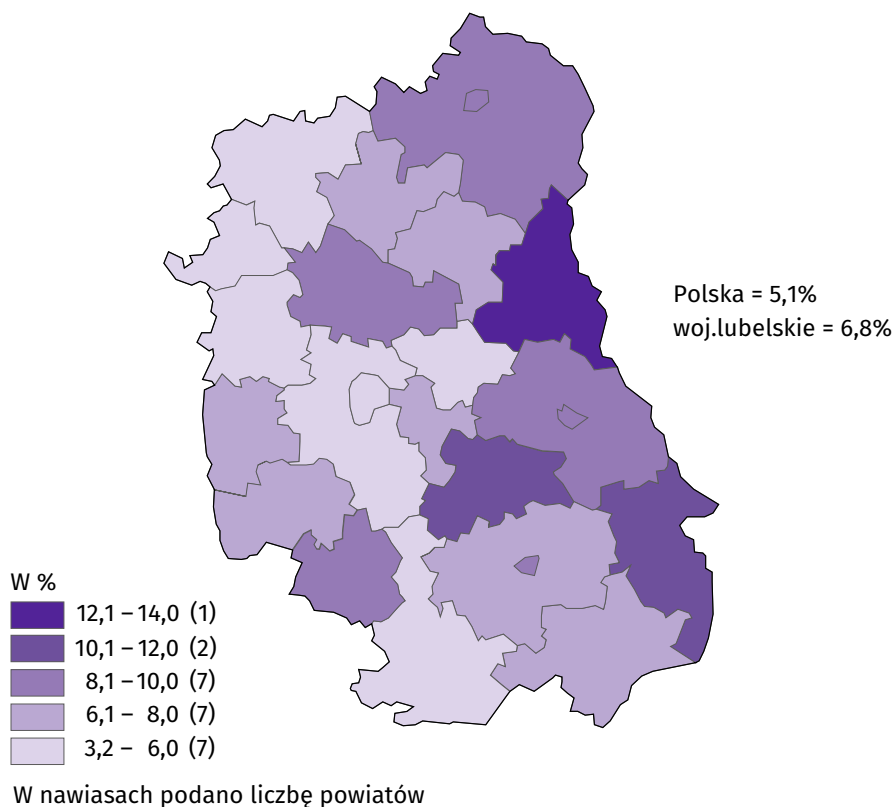 Polska = 5,1%
woj.lubelskie = 6,8%
W %
12,1 – 14,0 (1)
10,1 – 12,0 (2)
8,1 – 10,0 (7)
6,1 – 8,0 (7)
3,2 – 6,0 (7)
W nawiasach podano liczbę powiatów